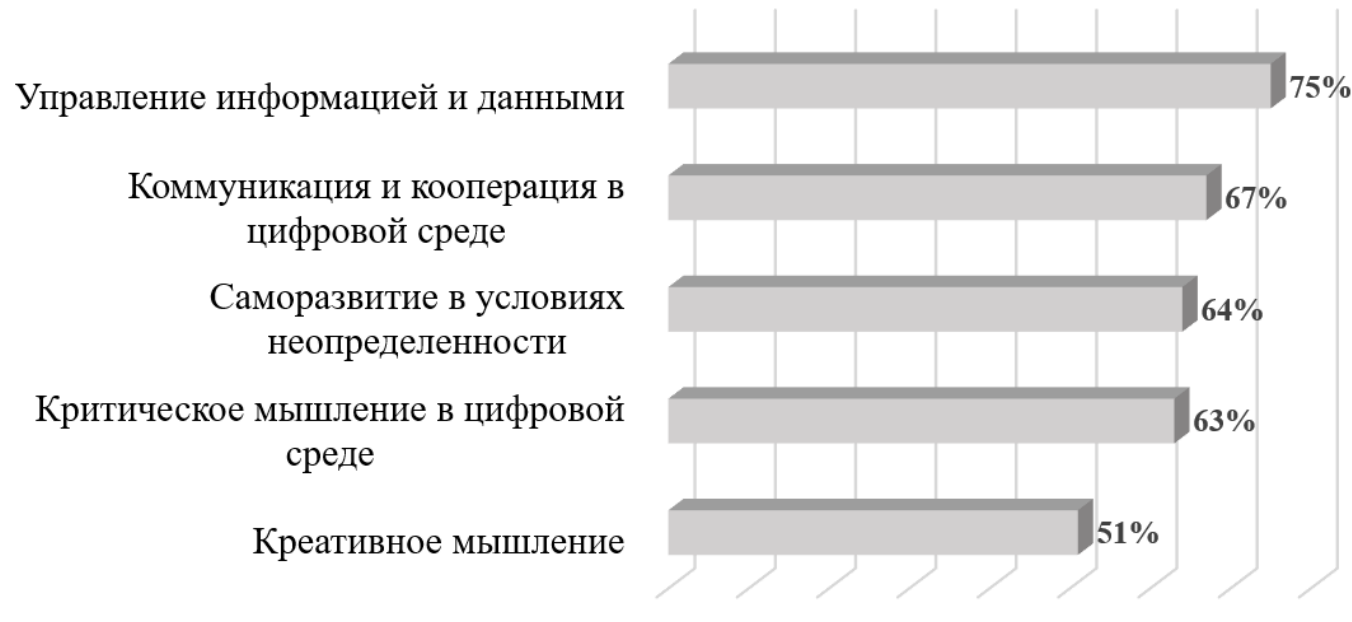 Управление информацией и данными
75%
Коммуникация и кооперация в
цифровой среде
67%
Саморазвитие в условиях
неопределенности
64%
Критическое мышление в цифровой
среде
63%
Креативное мышление
51%